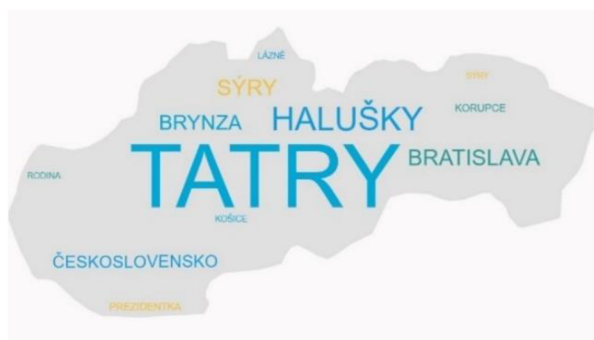 LÁZNĚ
SÝRY
SÝRY
KORUPCE
BRYNZA
HALUŠKY
TATRY
BRATISLAVA
RODINA
KOŠICE
ČESKOSLOVENSKO
PREZIDENTKA